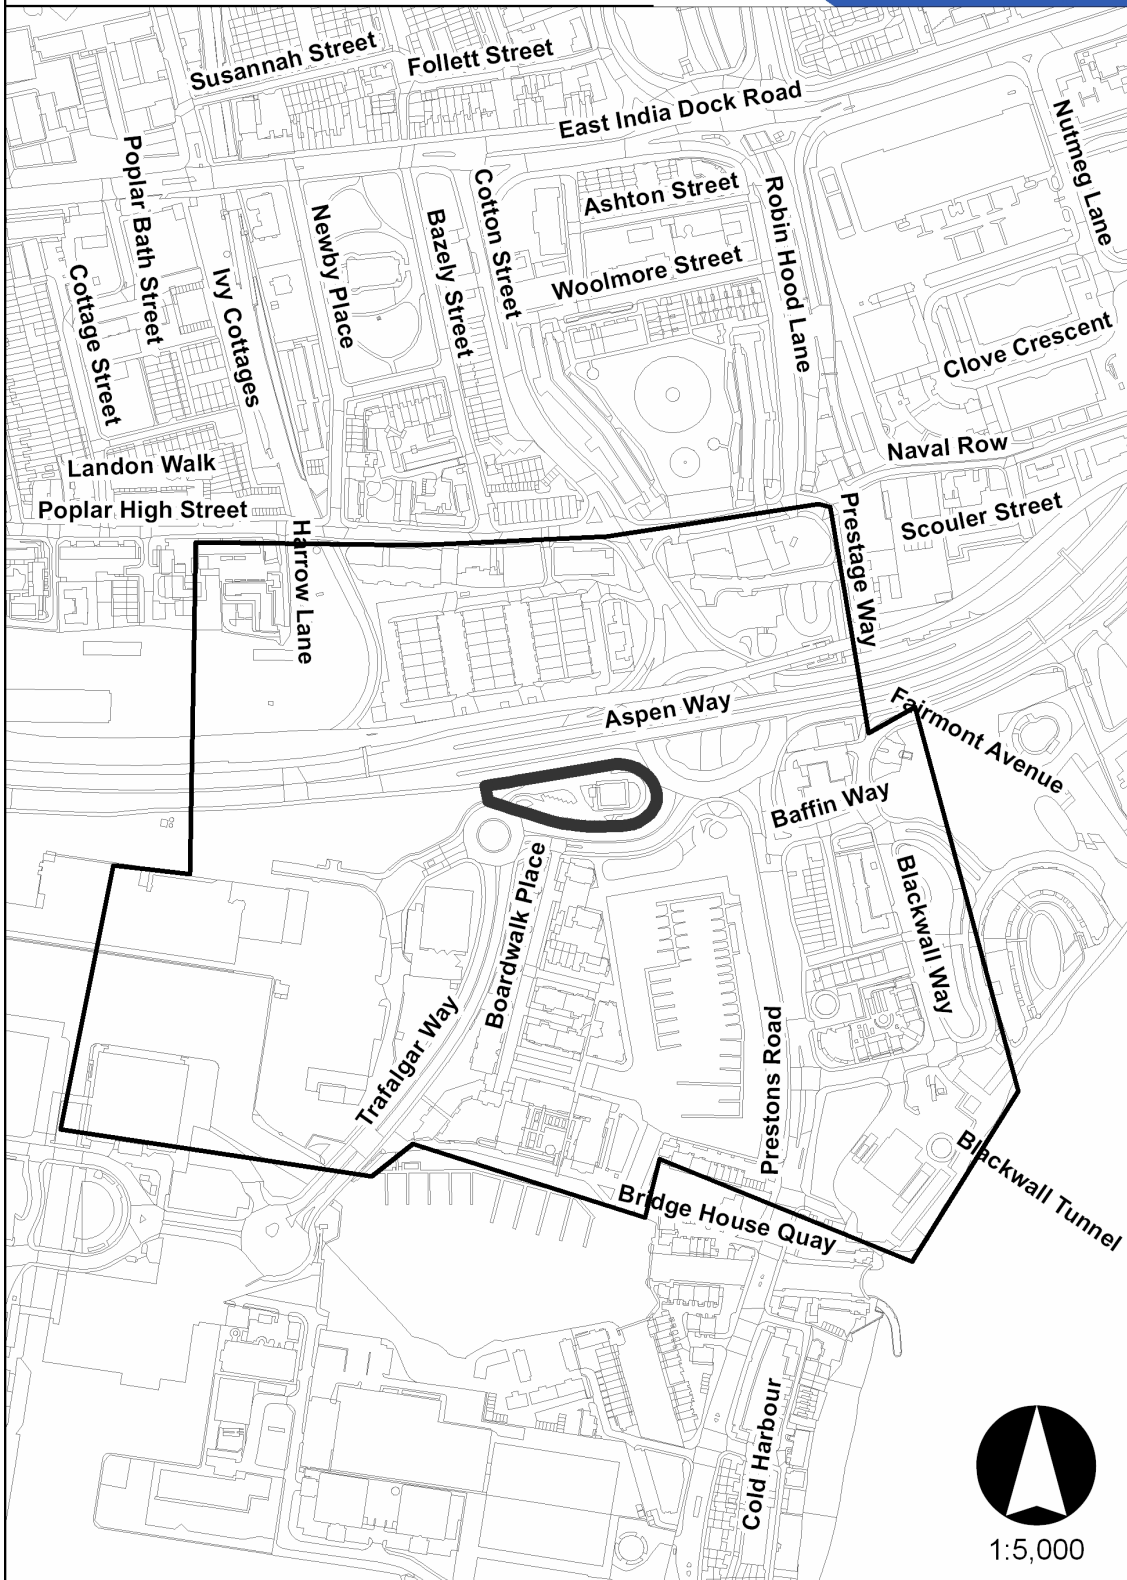 Susannah Street
Follett Street
East India Dock Road
Nutmeg Lane
Poplar Bath Street
Cotton Street
Ashton Street
Robin Hood Lane
Newby Place
Bazely Street
Ivy Cottages
Cottage Street
Woolmore Street
Clove Crescent
Naval Row
Landon Walk
Poplar High Street
Scouler Street
Prestage Way
Harrow Lane
Aspen Way
Fairmont Avenue
Baffin Way
Boardwalk Place
Blackwall Way
Trafalgar Way
Prestons Road
Blackwall Tunnel
Bridge House Quay
Cold Harbour
1:5,000